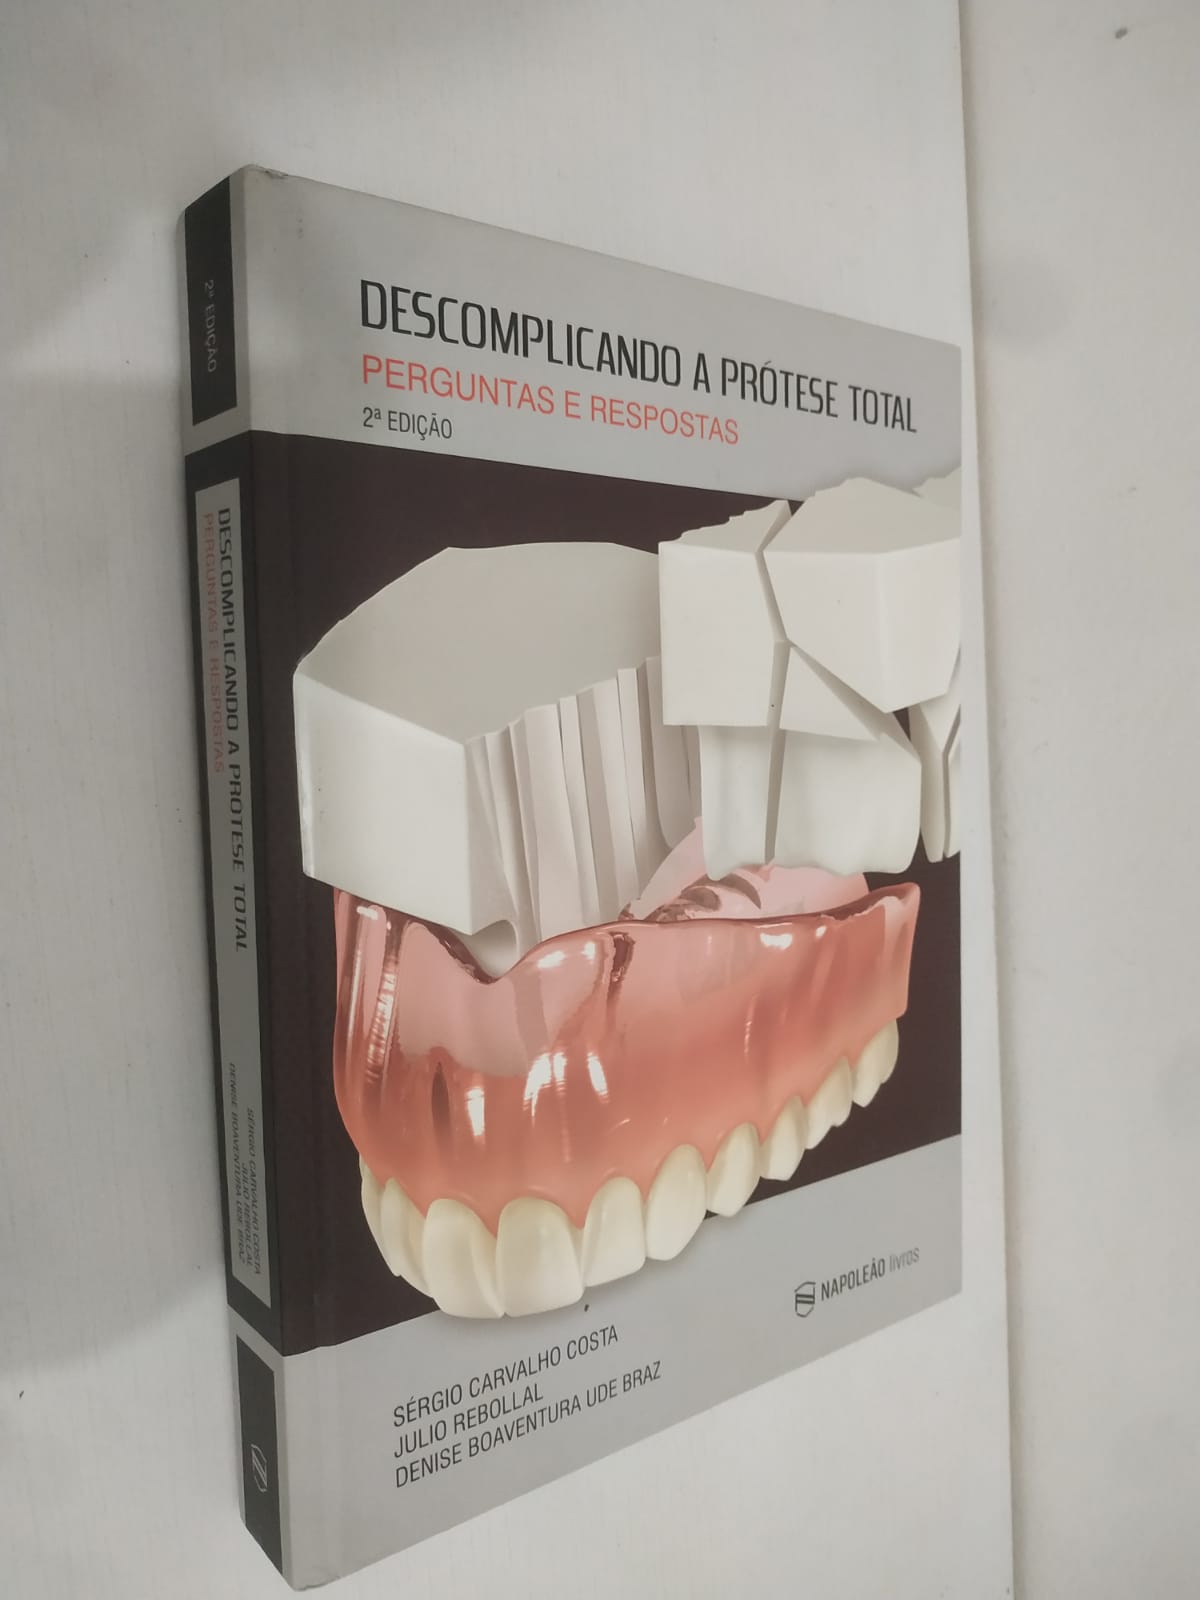 DESCOMPLICANDO A PRÓTESE TOTAL
PERGUNTAS E RESPOSTAS
2ª EDIÇÃO
SÉRGIO CARVALHO COSTA
JULIO REBOLLAL
DENISE BOAVENTURA UDE BRAZ
NAPOLEÃO livros
2ª EDIÇÃO
DESCOMPLICANDO A PRÓTESE TOTAL
PERGUNTAS E RESPOSTAS
SÉRGIO CARVALHO COSTA
JULIO REBOLLAL
DENISE BOAVENTURA UDE BRAZ